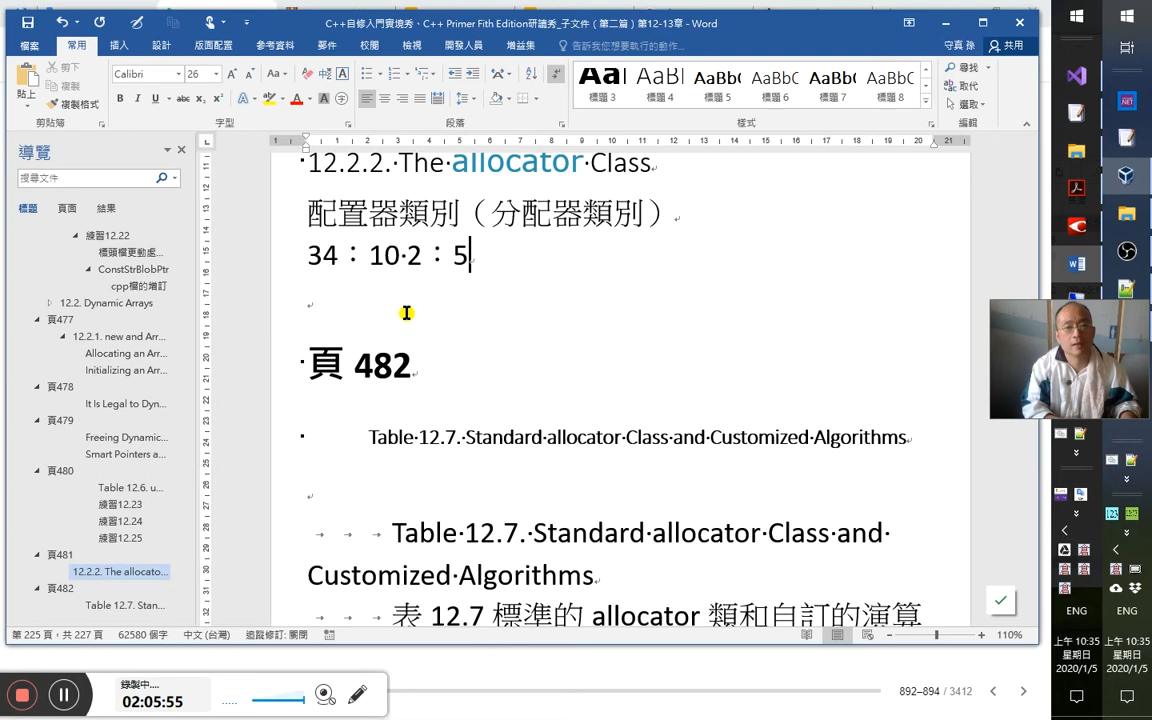 C++自修入門實境秀、C++ Primer Fifth Edition研讀秀_子文件（第二篇）第12-13章 - Word
檔案 常用 插入 設計 版面配置 參考資料 郵件 校閱 檢視 開發人員 增益集 告訴我您想要執行的動作... 守真 孫 共用
貼上
剪下
複製
複製格式
剪貼簿
Calibri 26
字型
段落
標題 3 標題 4 標題 5 標題 6 標題 7 標題 8
樣式
尋找
取代
選取
編輯
導覽
搜尋文件
標題 頁面 結果
練習12.22
標頭檔更動處...
ConstStrBlobPtr
cpp檔的增訂
12.2. Dynamic Arrays
頁477
12.2.1. new and Arr...
Allocating an Arr...
Initializing an Arr...
頁478
It Is Legal to Dyn...
頁479
Freeing Dynamic...
Smart Pointers a...
頁480
Table 12.6. u...
練習12.23
練習12.24
練習12.25
頁481
12.2.2. The allocato...
頁482
Table 12.7. Stan...
12.2.2. The allocator Class
配置器類別（分配器類別）
34：10 2：5
頁 482
Table 12.7. Standard allocator Class and Customized Algorithms
Table 12.7. Standard allocator Class and
Customized Algorithms
表 12.7 標準的 allocator 類和自訂的演算
第 225 頁，共 227 頁 62580 個字 中文 (台灣) 追蹤修訂: 關閉 110%
錄製中....
02:05:55
892–894 / 3412
ENG
上午 10:35
星期日
2020/1/5
ENG
上午 10:35
星期日
2020/1/5